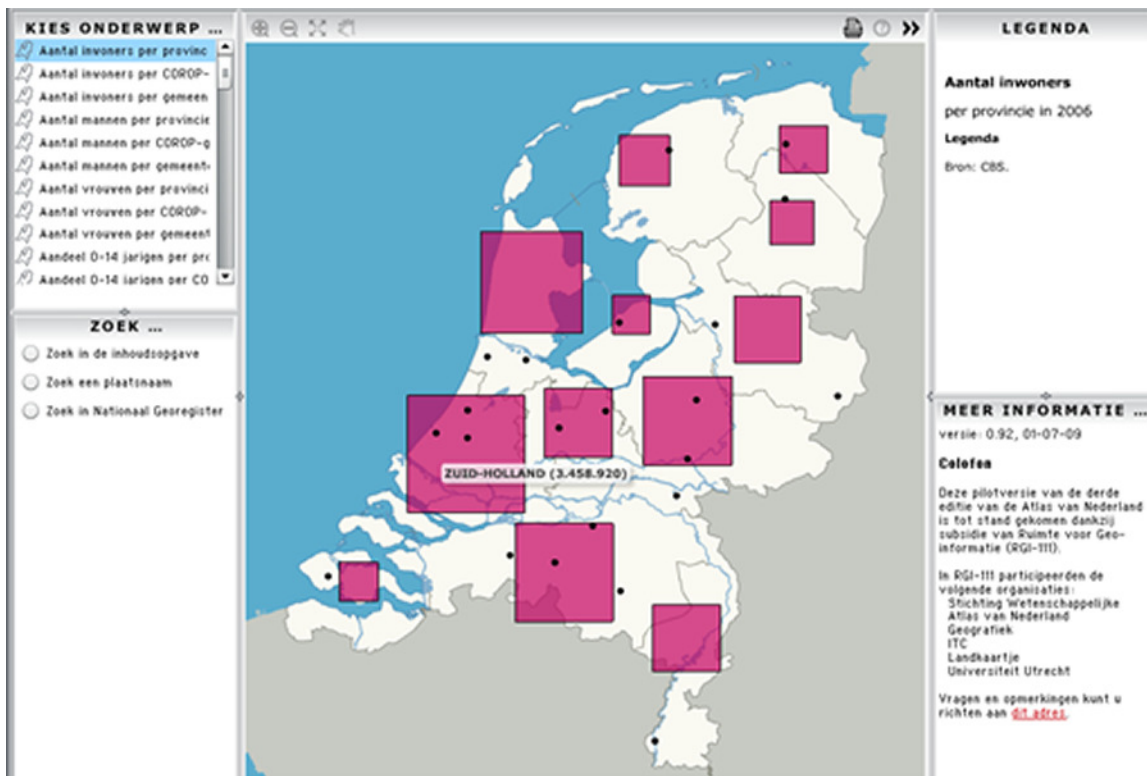 KIES ONDERWERP ...
Aantal inwoners per provinc
Aantal inwoners per COROP-
Aantal inwoners per gemeen
Aantal mannen per provincie
Aantal mannen per COROP-g
Aantal mannen per gemeent
Aantal vrouwen per provinci
Aantal vrouwen per COROP-
Aantal vrouwen per gemeent
Aandeel 0-14 jarigen per pro
Aandeel 0-14 jarigen per CO
ZOEK ...
Zoek in de inhoudsopgave
Zoek een plaatsnaam
Zoek in Nationaal Georegister
ZUID-HOLLAND (3.458.920)
LEGENDA
Aantal inwoners
per provincie in 2006
Legenda
Bron: CBS.
MEER INFORMATIE ...
versie: 0.92, 01-07-09
Colofon
Deze pilotversie van de derde
editie van de Atlas van Nederland
is tot stand gekomen dankzij
subsidie van Ruimte voor Geo-
informatie (RGI-111).
In RGI-111 participeerden de
volgende organisaties:
Stichting Wetenschappelijke
Atlas van Nederland
Geografiek
ITC
Landkaartje
Universiteit Utrecht
Vragen en opmerkingen kunt u
richten aan dit adres.